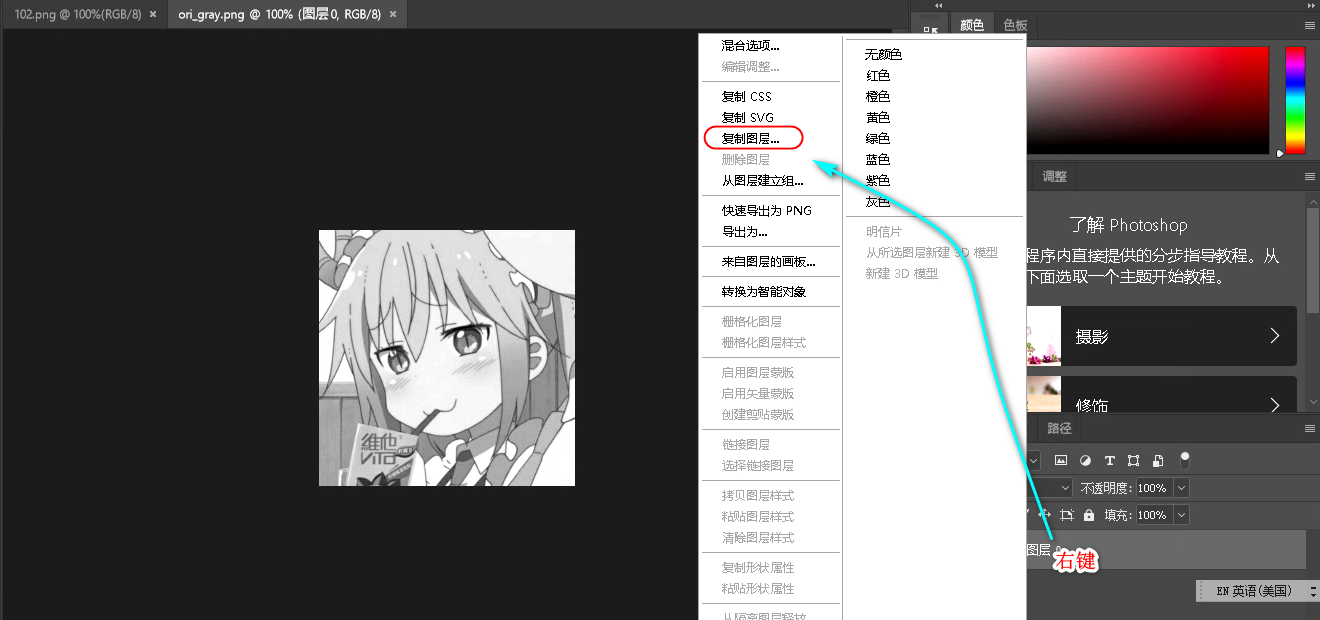 102.png @ 100%(RGB/8) ×
ori_gray.png @ 100% (图层 0, RGB/8) ×
颜色 色板
混合选项...
编辑调整...
复制 CSS
复制 SVG
复制图层...
删除图层
从图层建立组...
快速导出为 PNG
导出为...
来自图层的画板...
转换为智能对象
栅格化图层
栅格化图层样式
启用图层蒙版
启用矢量蒙版
创建剪贴蒙版
链接图层
选择链接图层
拷贝图层样式
粘贴图层样式
清除图层样式
复制形状属性
粘贴形状属性
从隔离图层释放
无颜色
红色
橙色
黄色
绿色
蓝色
紫色
灰色
明信片
从所选图层新建 3D 模型
新建 3D 模型
调整
了解 Photoshop
程序内直接提供的分步指导教程。从
下面选取一个主题开始教程。
摄影
修饰
路径
不透明度: 100%
填充: 100%
图层 0
右键
EN 英语(美国)
維他